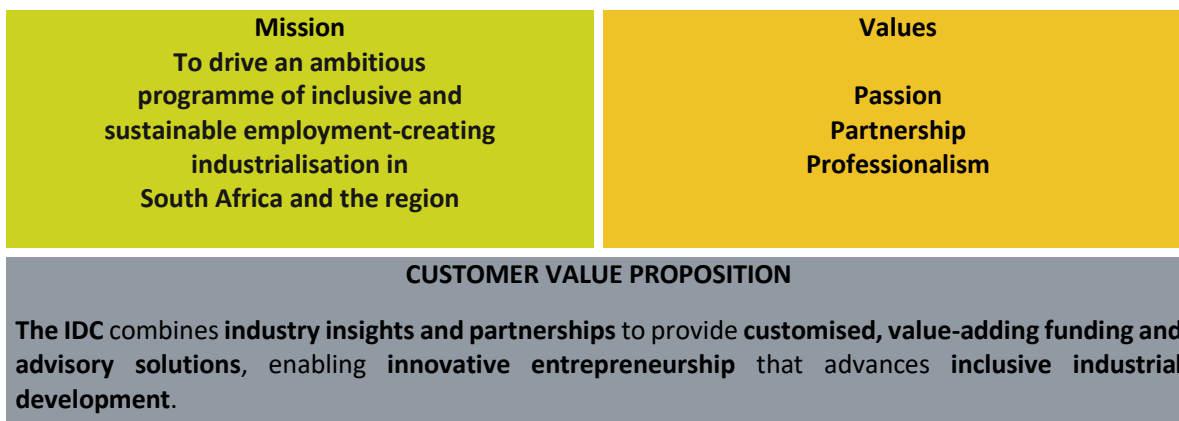 Mission
To drive an ambitious
programme of inclusive and
sustainable employment-creating
industrialisation in
South Africa and the region
Values
Passion
Partnership
Professionalism
CUSTOMER VALUE PROPOSITION
The IDC combines industry insights and partnerships to provide customised, value-adding funding and
advisory solutions, enabling innovative entrepreneurship that advances inclusive industrial
development.